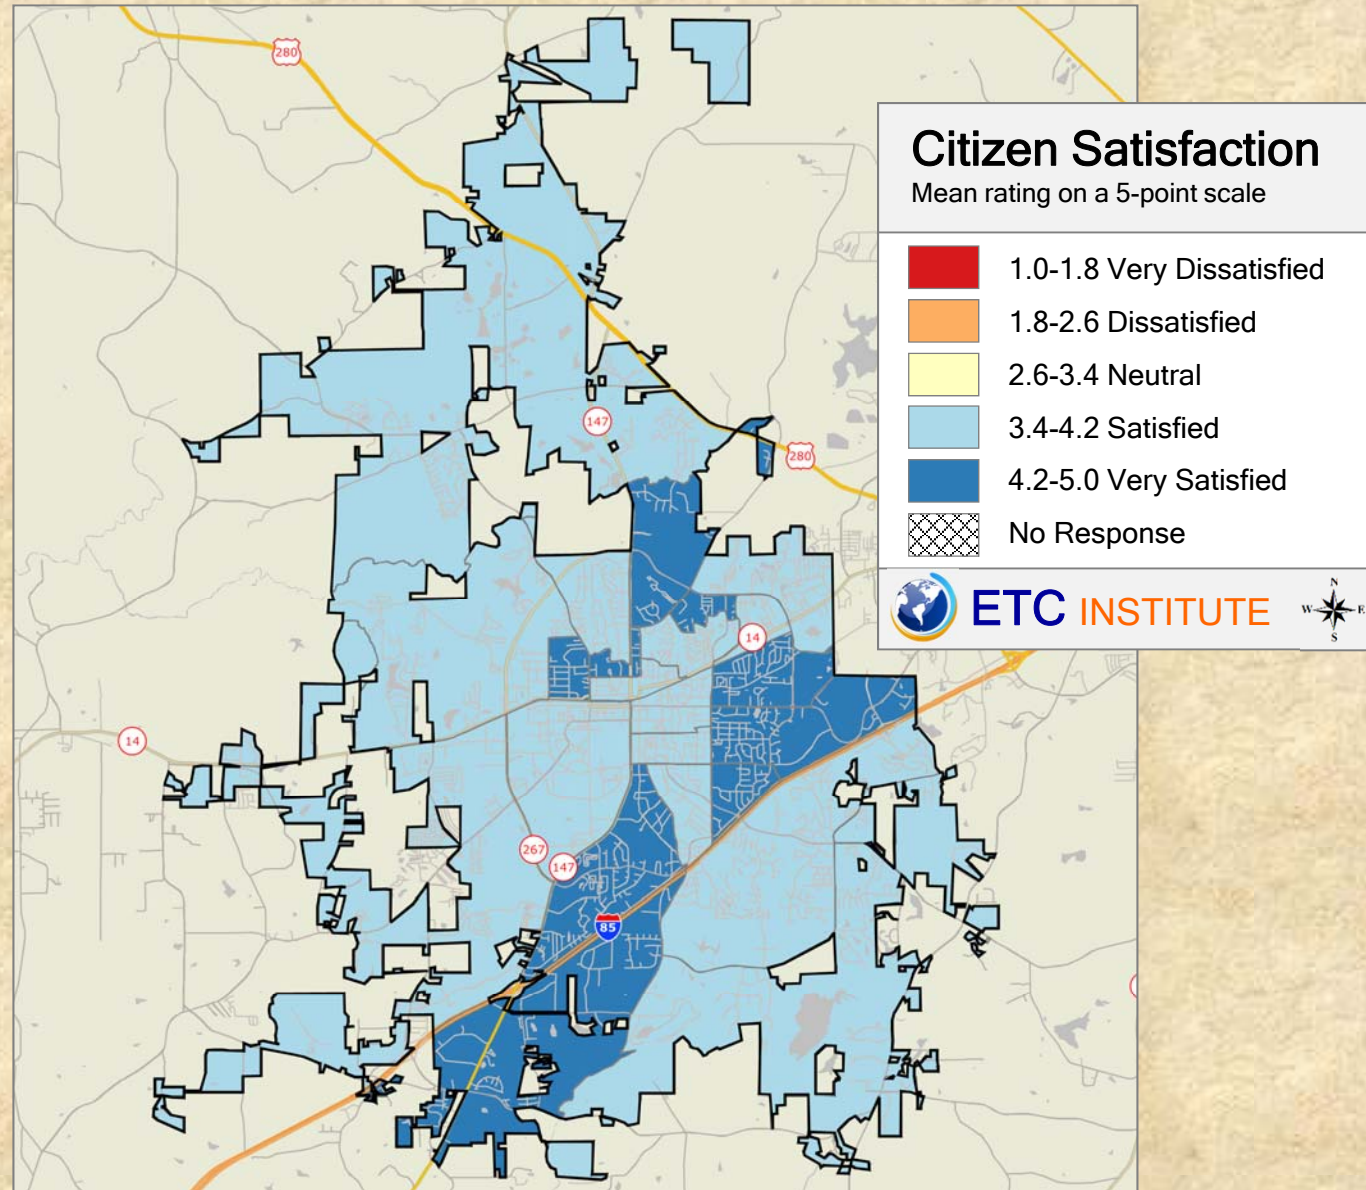 280
Citizen Satisfaction
Mean rating on a 5-point scale
1.0-1.8 Very Dissatisfied
1.8-2.6 Dissatisfied
2.6-3.4 Neutral
3.4-4.2 Satisfied
4.2-5.0 Very Satisfied
No Response
ETC INSTITUTE
N
W
E
S
147
280
14
14
267
147
85